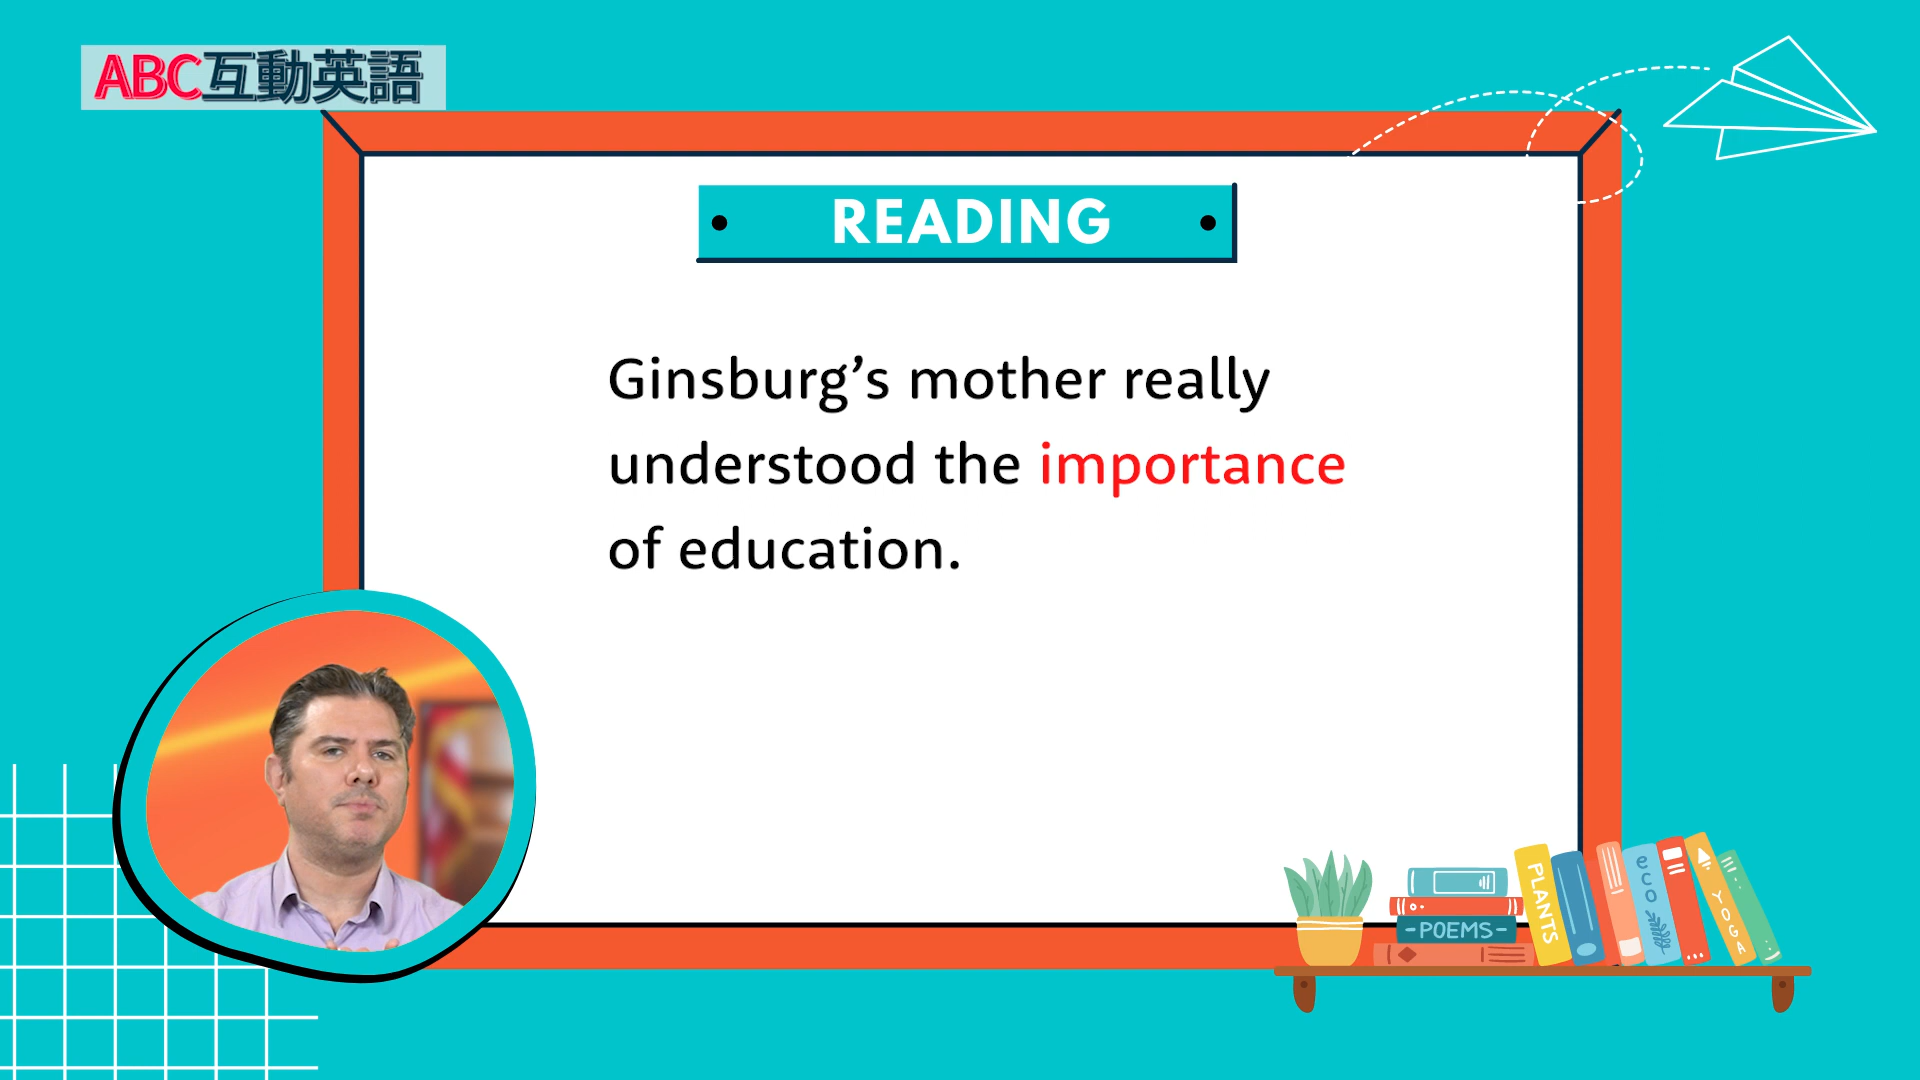 ABC互動英語
READING
Ginsburg’s mother really
understood the importance
of education.
POEMS
PLANTS
eco
YOGA